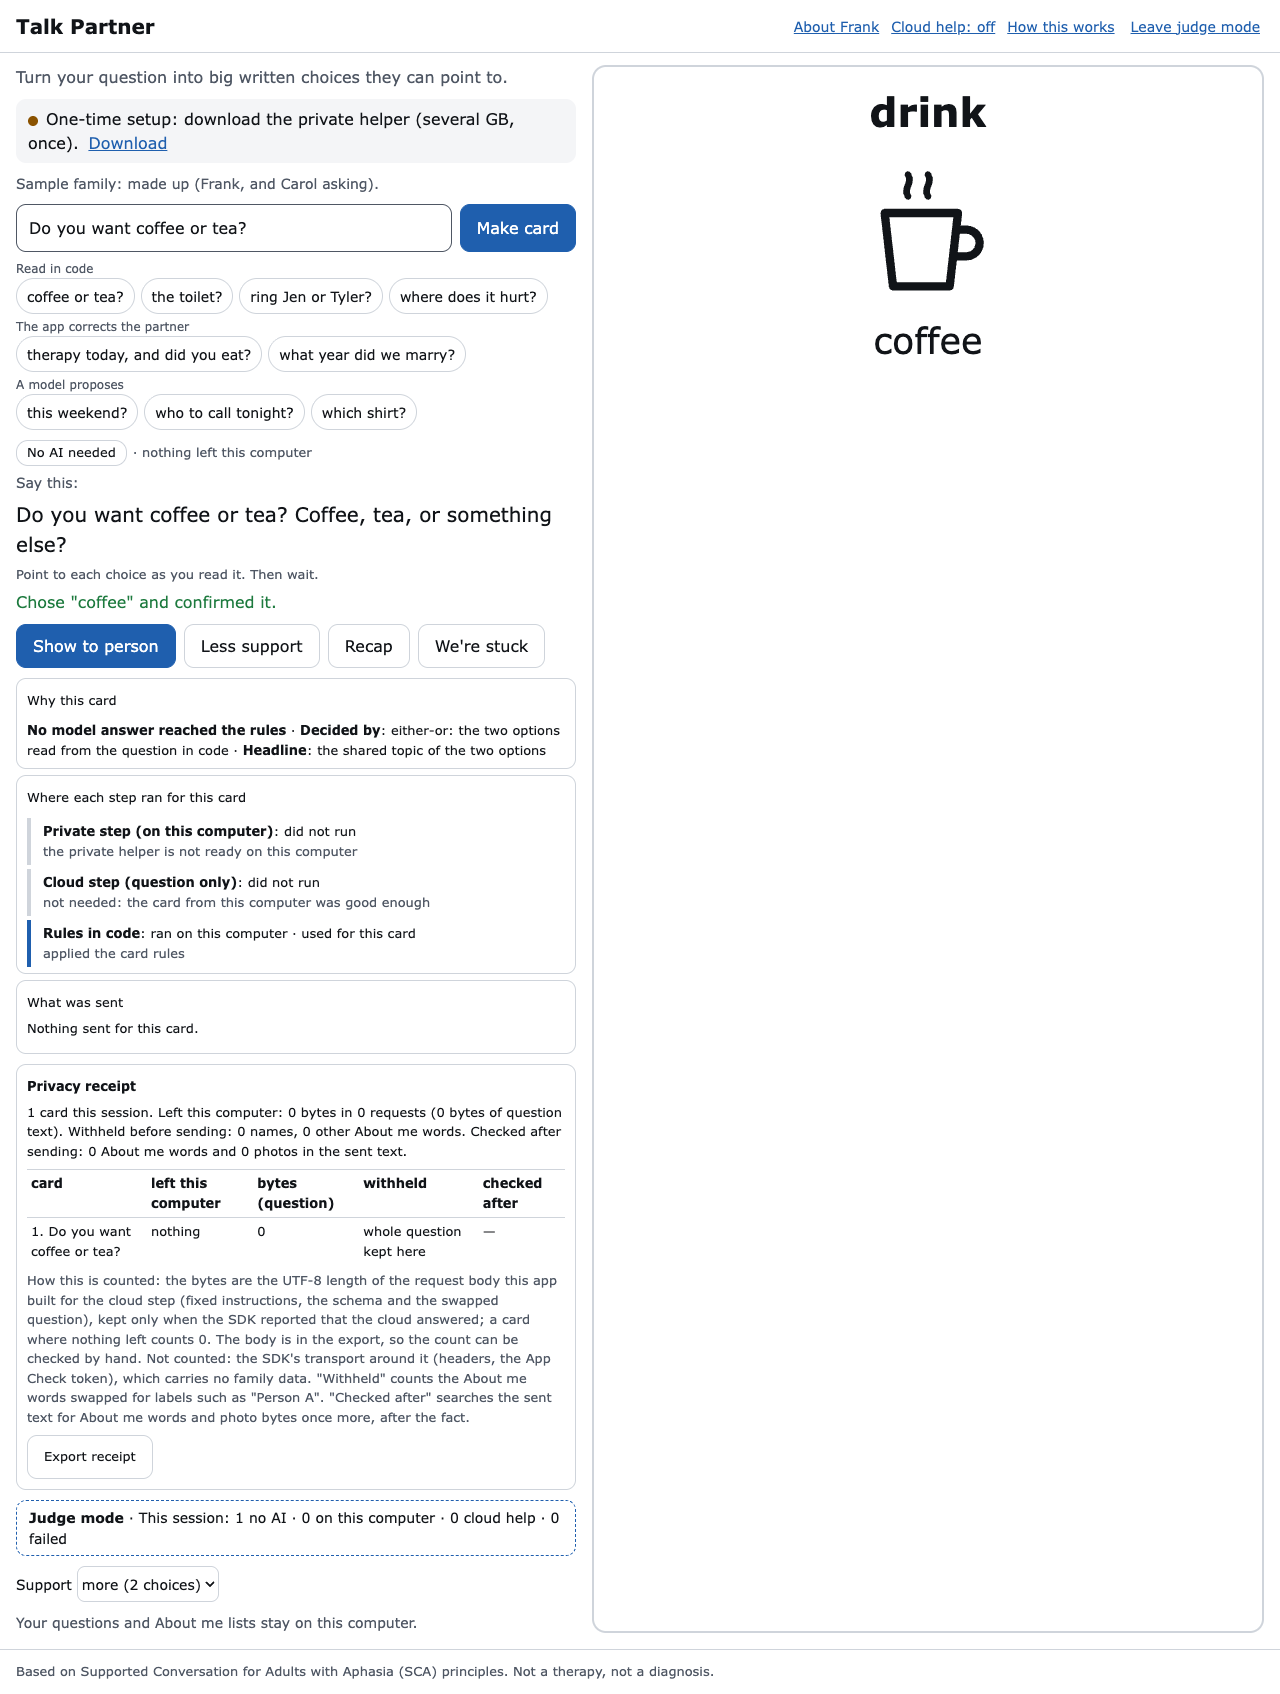 Talk Partner
About Frank Cloud help: off How this works Leave judge mode
Turn your question into big written choices they can point to.
One-time setup: download the private helper (several GB,
once). Download
Sample family: made up (Frank, and Carol asking).
Do you want coffee or tea? Make card
Read in code
coffee or tea? the toilet? ring Jen or Tyler? where does it hurt?
The app corrects the partner
therapy today, and did you eat? what year did we marry?
A model proposes
this weekend? who to call tonight? which shirt?
No AI needed · nothing left this computer
Say this:
Do you want coffee or tea? Coffee, tea, or something
else?
Point to each choice as you read it. Then wait.
Chose "coffee" and confirmed it.
Show to person Less support Recap We're stuck
Why this card
No model answer reached the rules · Decided by: either-or: the two options
read from the question in code · Headline: the shared topic of the two options
Where each step ran for this card
Private step (on this computer): did not run
the private helper is not ready on this computer
Cloud step (question only): did not run
not needed: the card from this computer was good enough
Rules in code: ran on this computer · used for this card
applied the card rules
What was sent
Nothing sent for this card.
Privacy receipt
1 card this session. Left this computer: 0 bytes in 0 requests (0 bytes of question
text). Withheld before sending: 0 names, 0 other About me words. Checked after
sending: 0 About me words and 0 photos in the sent text.
card left this computer bytes (question) withheld checked after
1. Do you want coffee or tea? nothing 0 whole question kept here —
How this is counted: the bytes are the UTF-8 length of the request body this app
built for the cloud step (fixed instructions, the schema and the swapped
question), kept only when the SDK reported that the cloud answered; a card
where nothing left counts 0. The body is in the export, so the count can be
checked by hand. Not counted: the SDK's transport around it (headers, the App
Check token), which carries no family data. "Withheld" counts the About me
words swapped for labels such as "Person A". "Checked after" searches the sent
text for About me words and photo bytes once more, after the fact.
Export receipt
Judge mode · This session: 1 no AI · 0 on this computer · 0 cloud help · 0
failed
Support more (2 choices)
Your questions and About me lists stay on this computer.
drink
coffee
Based on Supported Conversation for Adults with Aphasia (SCA) principles. Not a therapy, not a diagnosis.